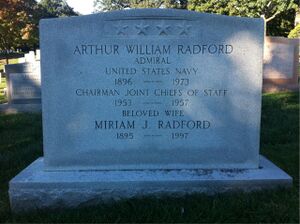 ARTHUR WILLIAM RADFORD
ADMIRAL
UNITED STATES NAVY
1896 — 1973
CHAIRMAN JOINT CHIEFS OF STAFF
1953 — 1957
BELOVED WIFE
MIRIAM J. RADFORD
1895 — 1997